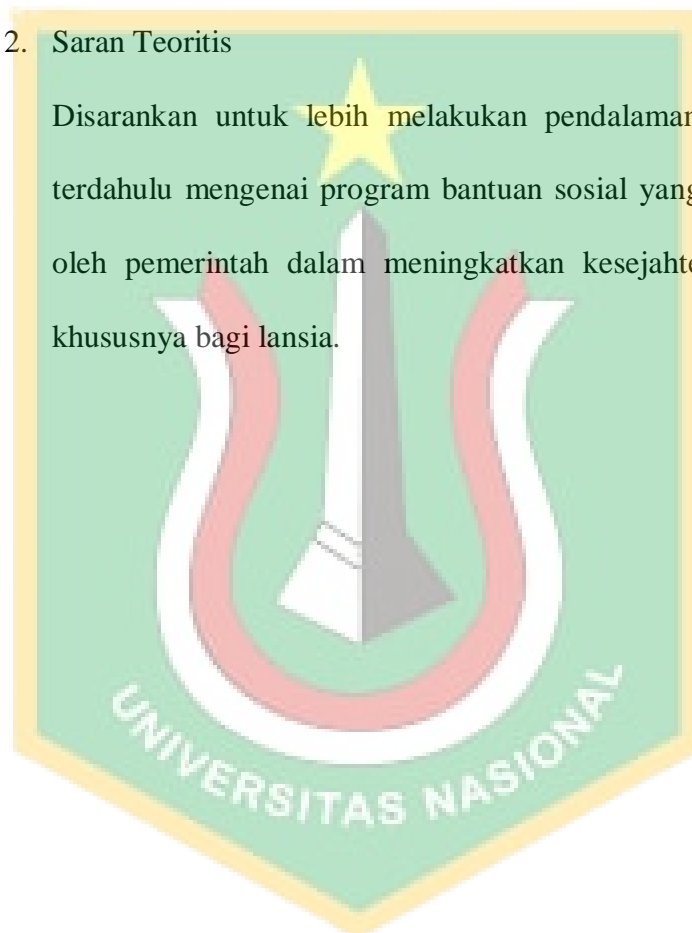 2. Saran Teoritis
Disarankan untuk lebih melakukan pendalaman
terdahulu mengenai program bantuan sosial yang
oleh pemerintah dalam meningkatkan
khususnya bagi lansia.
UNIVERSITAS NASIONAL